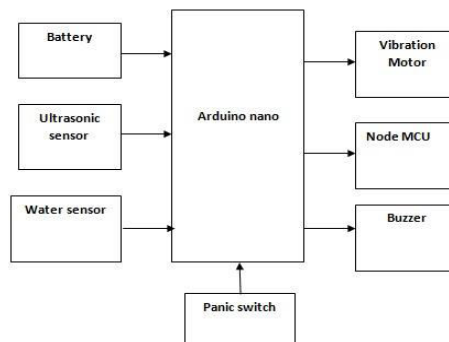 Battery
Ultrasonic
sensor
Water sensor
Arduino nano
Vibration
Motor
Node MCU
Buzzer
Panic switch